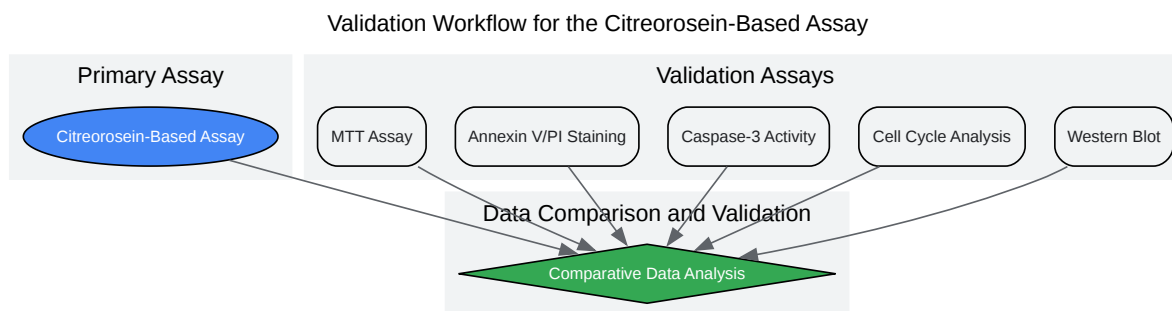 Validation Workflow for the Citreorosein-Based Assay
Primary Assay
Validation Assays
Citreorosein-Based Assay
MTT Assay
Annexin V/PI Staining
Caspase-3 Activity
Cell Cycle Analysis
Western Blot
Data Comparison and Validation
Comparative Data Analysis